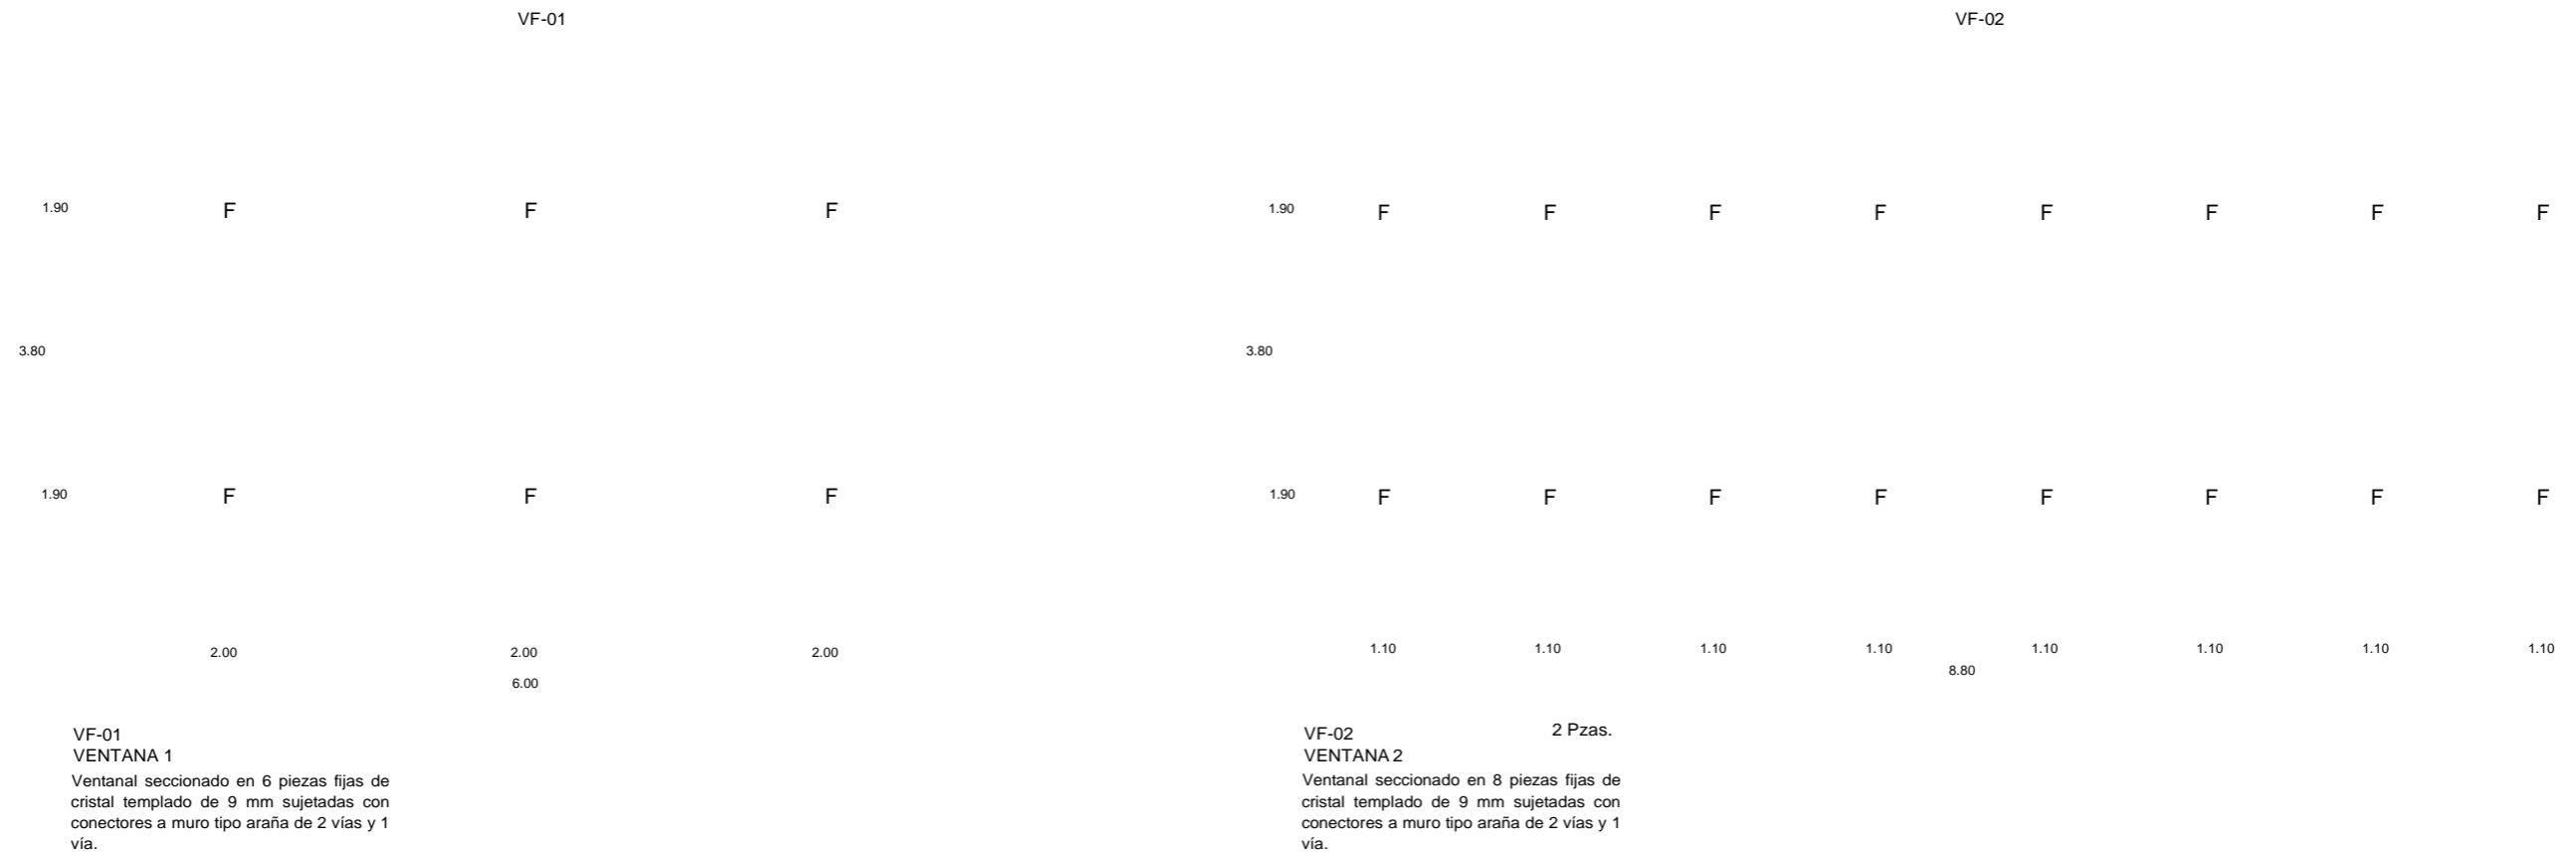 VF-01
1.90 F F F
3.80
1.90 F F F
2.00 2.00 2.00
6.00
VF-01
VENTANA 1
Ventanal seccionado en 6 piezas fijas de
cristal templado de 9 mm sujetadas con
conectores a muro tipo araña de 2 vías y 1
vía.
VF-02
1.90 F F F F F F F F
3.80
1.90 F F F F F F F F
1.10 1.10 1.10 1.10 1.10 1.10 1.10 1.10
8.80
VF-02 2 Pzas.
VENTANA 2
Ventanal seccionado en 8 piezas fijas de
cristal templado de 9 mm sujetadas con
conectores a muro tipo araña de 2 vías y 1
vía.